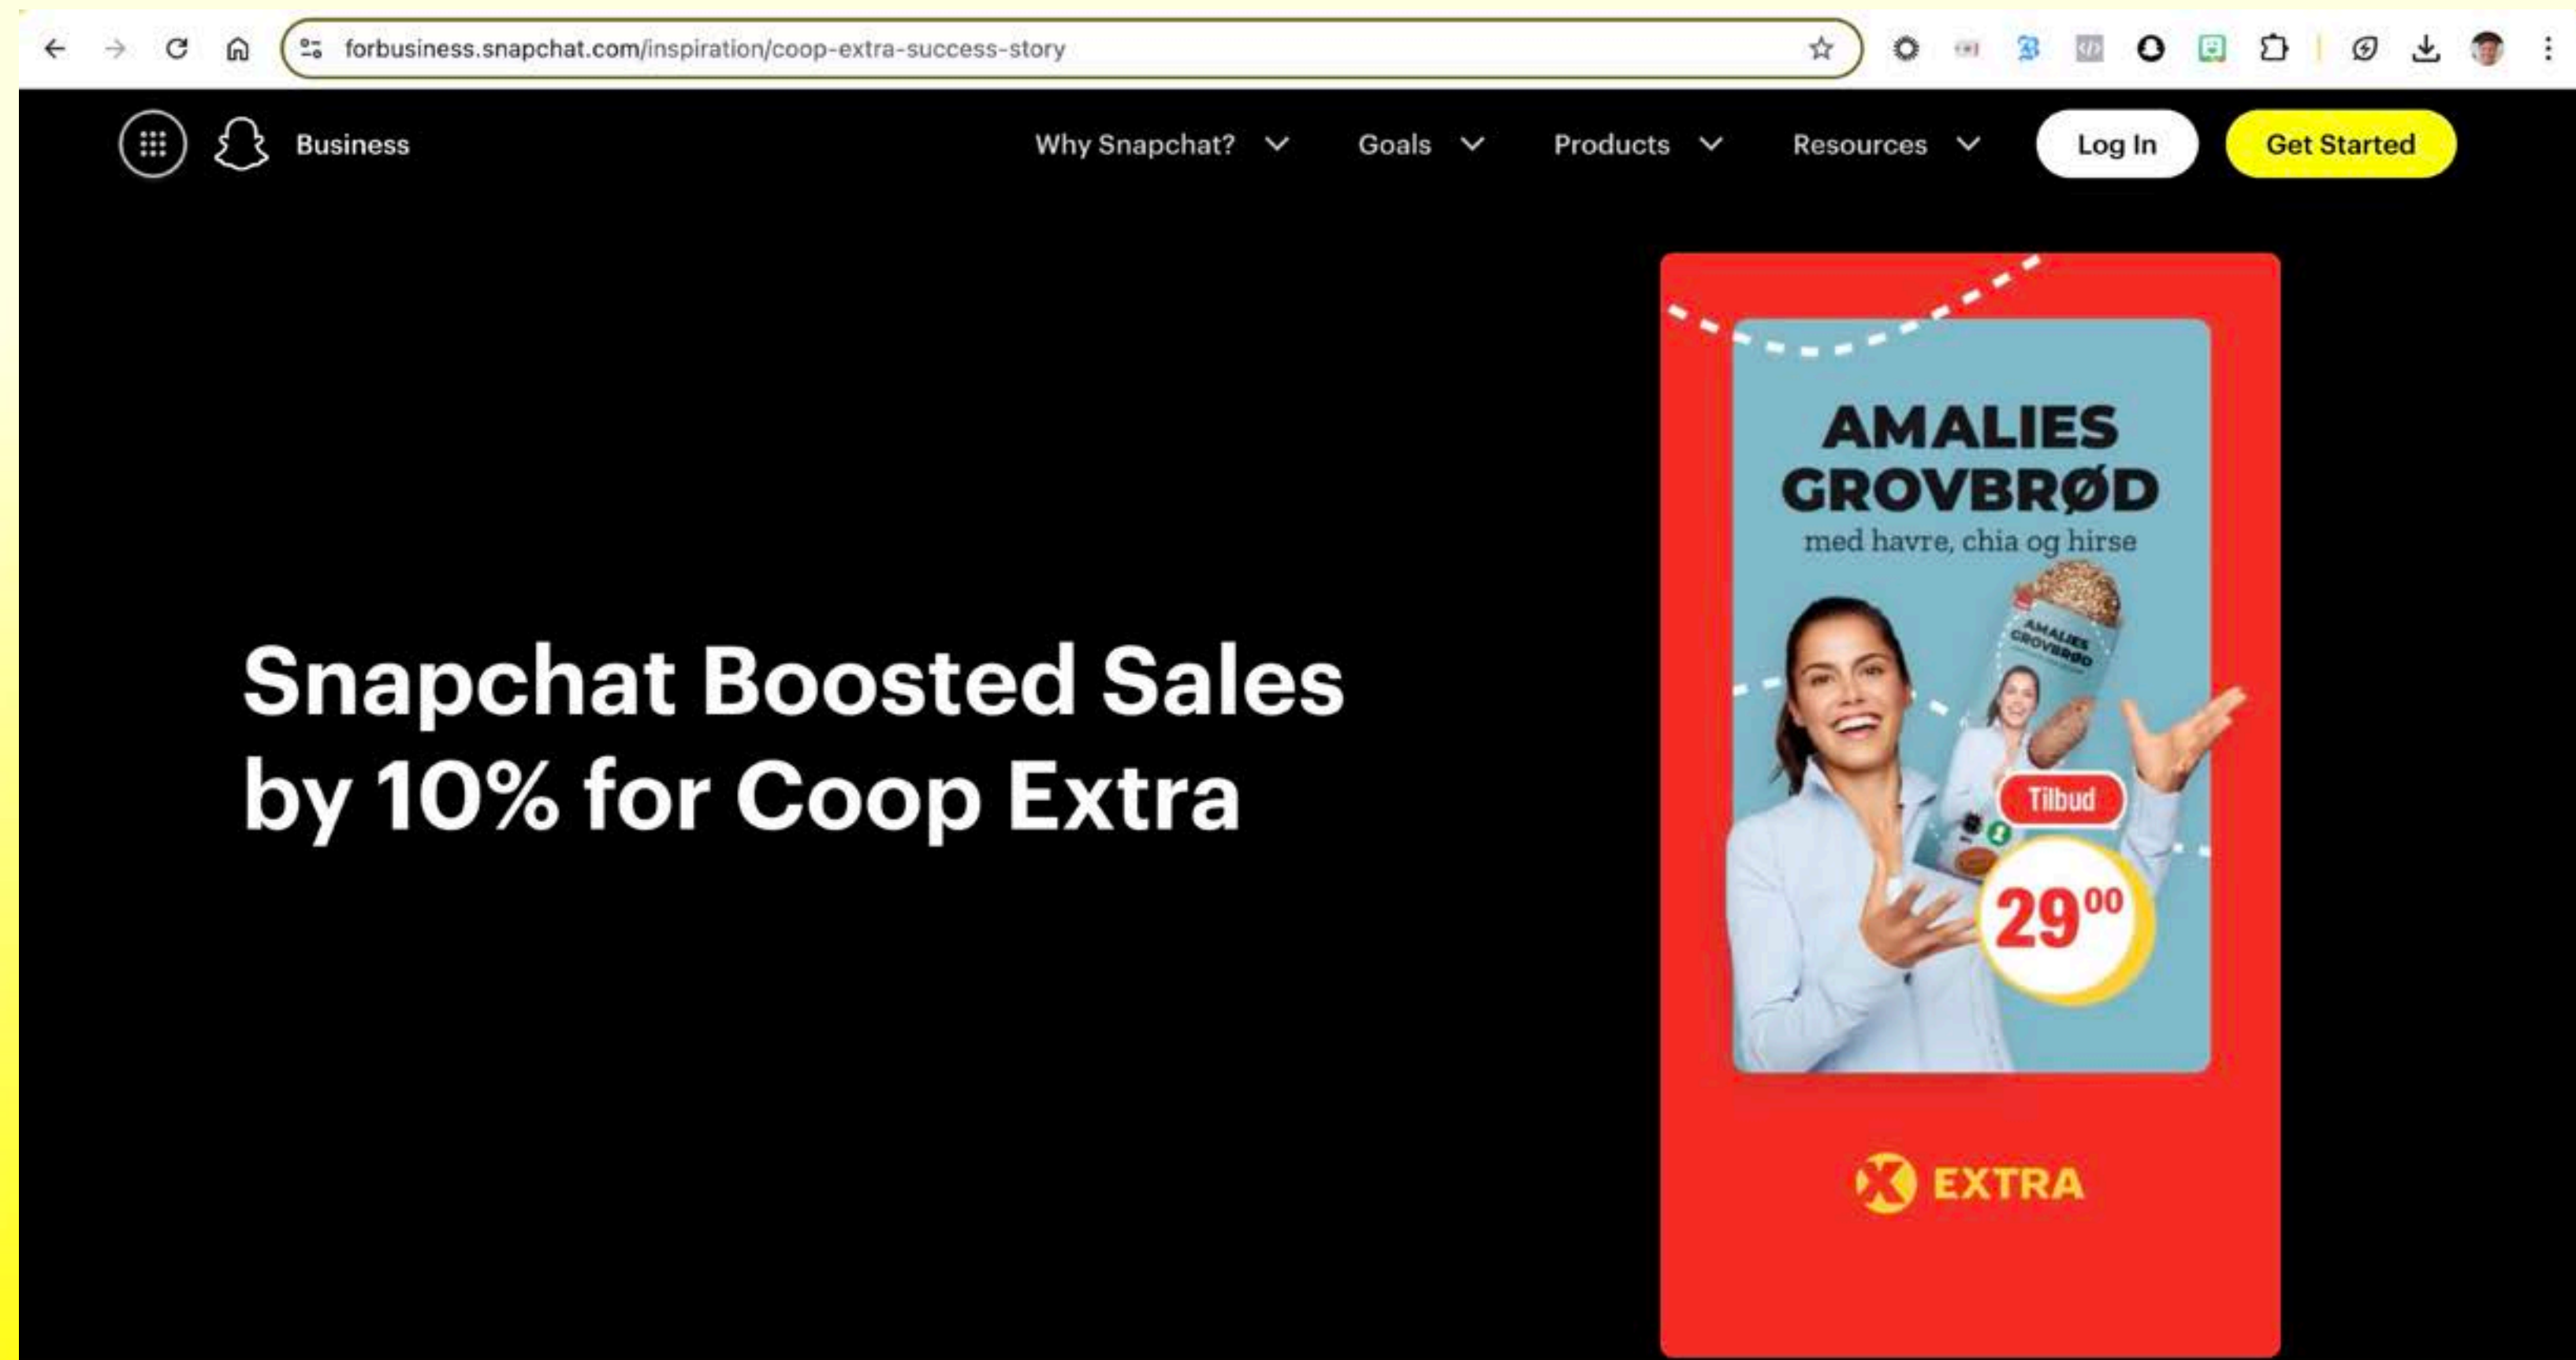 forbusiness.snapchat.com/inspiration/coop-extra-success-story
Business
Why Snapchat?
Goals
Products
Resources
Log In
Get Started
Snapchat Boosted Sales
by 10% for Coop Extra
AMALIES
GROVBRØD
med havre, chia og hirse
AMALIES
GROVBRØD
Tilbud
29⁰⁰
EXTRA